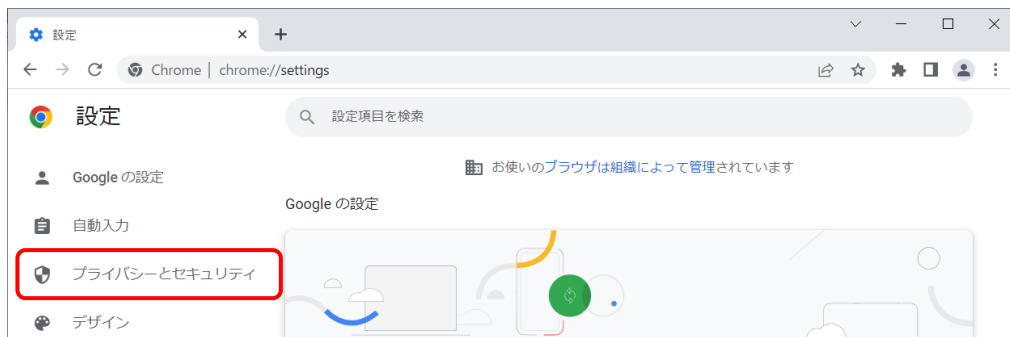 設定
Chrome | chrome://settings
設定
設定項目を検索
お使いのブラウザは組織によって管理されています
Google の設定
Google の設定
自動入力
プライバシーとセキュリティ
デザイン